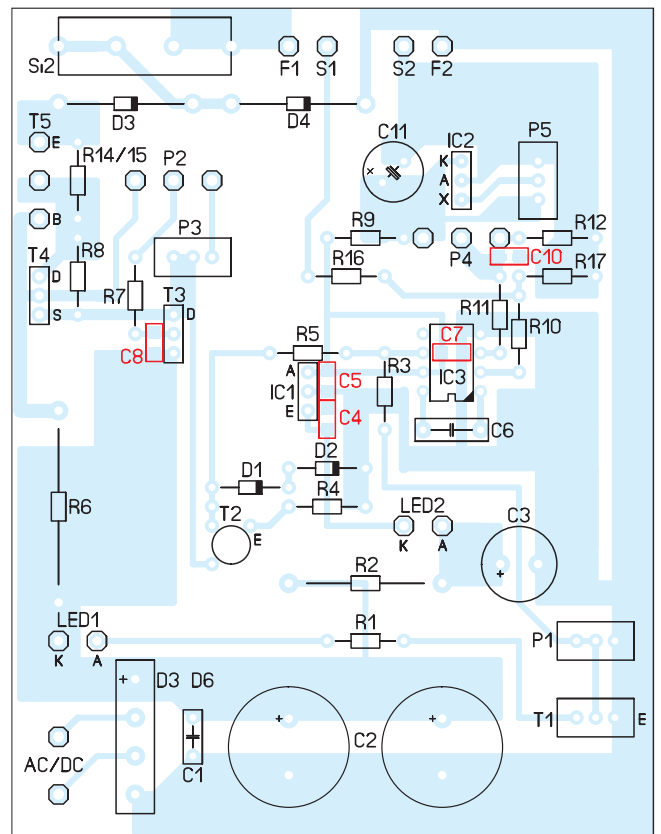 Si2 F1 S1 S2 F2
D3 D4
T5 E
C11 IC2 P5
R14/15 P2
K
A
X
B
R9 R12
P3 P4 C10
T4 D R8 R16 R17
S R7 T3 D R11 R10
C8 R5 C7
A R3
IC1 C5 IC3
E C4
C6
D2
D1
R6 R4 LED2 C3
T2 E K A +
R2
LED1 R1 P1
K A
+ D3 D6
T1 E
+ C2 +
AC/DC C1